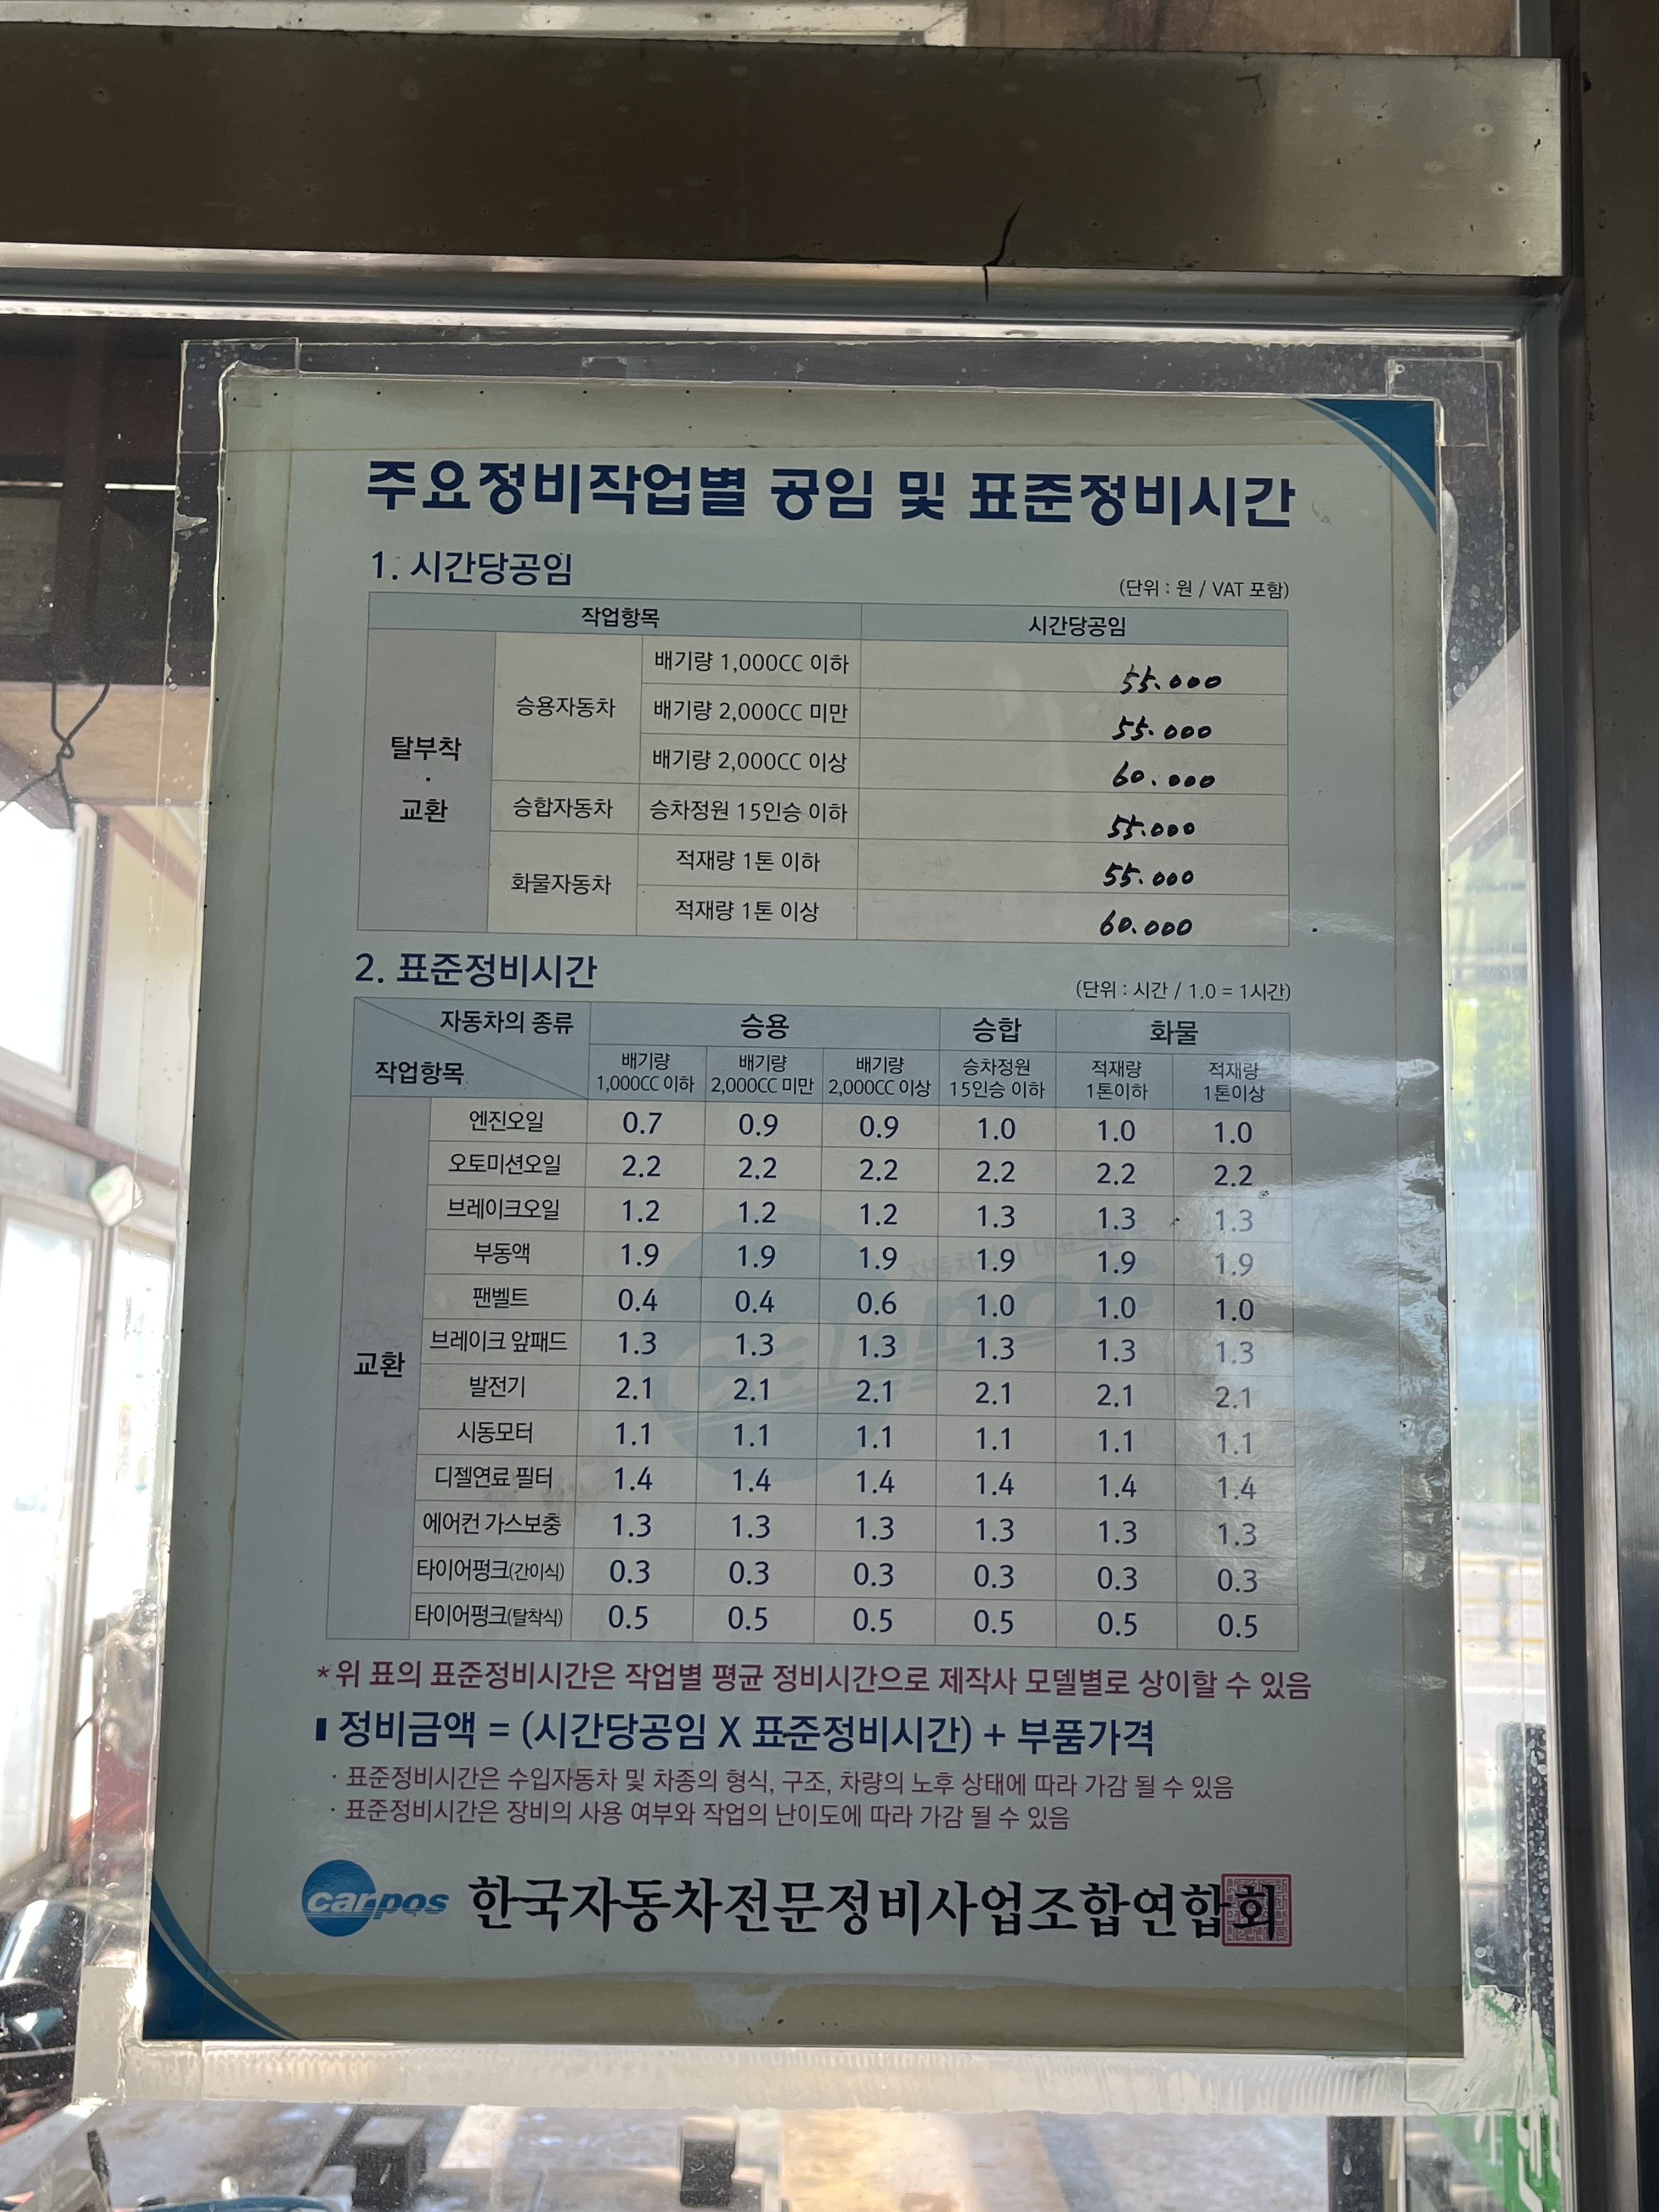 주요정비작업별 공임 및 표준정비시간
1. 시간당공임
(단위 : 원 / VAT 포함)
작업항목 시간당공임
탈부착 · 교환
승용자동차 배기량 1,000CC 이하 55.000
배기량 2,000CC 미만 55.000
배기량 2,000CC 이상 60.000
승합자동차 승차정원 15인승 이하 55.000
화물자동차 적재량 1톤 이하 55.000
적재량 1톤 이상 60.000
2. 표준정비시간
(단위 : 시간 / 1.0 = 1시간)
자동차의 종류 승용 승합 화물
작업항목 배기량 1,000CC 이하 배기량 2,000CC 미만 배기량 2,000CC 이상 승차정원 15인승 이하 적재량 1톤이하 적재량 1톤이상
교환
엔진오일 0.7 0.9 0.9 1.0 1.0 1.0
오토미션오일 2.2 2.2 2.2 2.2 2.2 2.2
브레이크오일 1.2 1.2 1.2 1.3 1.3 1.3
부동액 1.9 1.9 1.9 1.9 1.9 1.9
팬벨트 0.4 0.4 0.6 1.0 1.0 1.0
브레이크 앞패드 1.3 1.3 1.3 1.3 1.3 1.3
발전기 2.1 2.1 2.1 2.1 2.1 2.1
시동모터 1.1 1.1 1.1 1.1 1.1 1.1
디젤연료 필터 1.4 1.4 1.4 1.4 1.4 1.4
에어컨 가스보충 1.3 1.3 1.3 1.3 1.3 1.3
타이어펑크(간이식) 0.3 0.3 0.3 0.3 0.3 0.3
타이어펑크(탈착식) 0.5 0.5 0.5 0.5 0.5 0.5
carpos
* 위 표의 표준정비시간은 작업별 평균 정비시간으로 제작사 모델별로 상이할 수 있음
정비금액 = (시간당공임 X 표준정비시간) + 부품가격
· 표준정비시간은 수입자동차 및 차종의 형식, 구조, 차량의 노후 상태에 따라 가감 될 수 있음
· 표준정비시간은 장비의 사용 여부와 작업의 난이도에 따라 가감 될 수 있음
carpos 한국자동차전문정비사업조합연합회